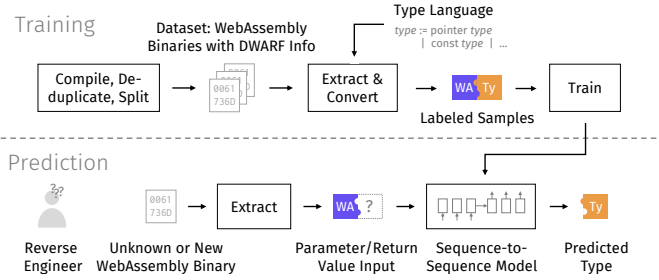 Training
Dataset: WebAssembly
Binaries with DWARF Info
Type Language
type := pointer type
| const type | ...
Compile, De-
duplicate, Split
0061
736D
Extract &
Convert
WA Ty
Labeled Samples
Train
Prediction
???
Reverse
Engineer
0061
736D
Unknown or New
WebAssembly Binary
Extract
WA ?
Parameter/Return
Value Input
Sequence-to-
Sequence Model
Ty
Predicted
Type